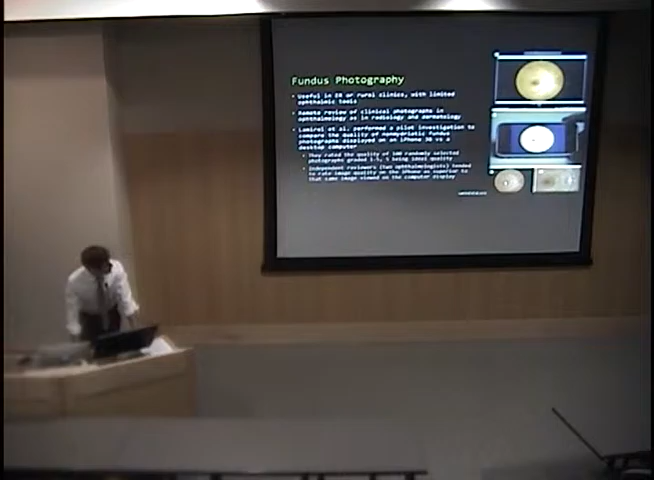 Fundus Photography
• Useful in ER or rural clinics, with limited
ophthalmic tools
• Remote review of clinical photographs in
ophthalmology as in radiology and dermatology
• Lamirel et al. performed a pilot investigation to
compare the quality of nonmydriatic fundus
photographs displayed on an iPhone 3G vs a
desktop computer
• They rated the quality of 100 randomly selected
photographs graded 1-5, 5 being ideal quality
• Independent reviewers (two ophthalmologists) tended
to rate image quality on the iPhone as superior to
that same image viewed on the computer display